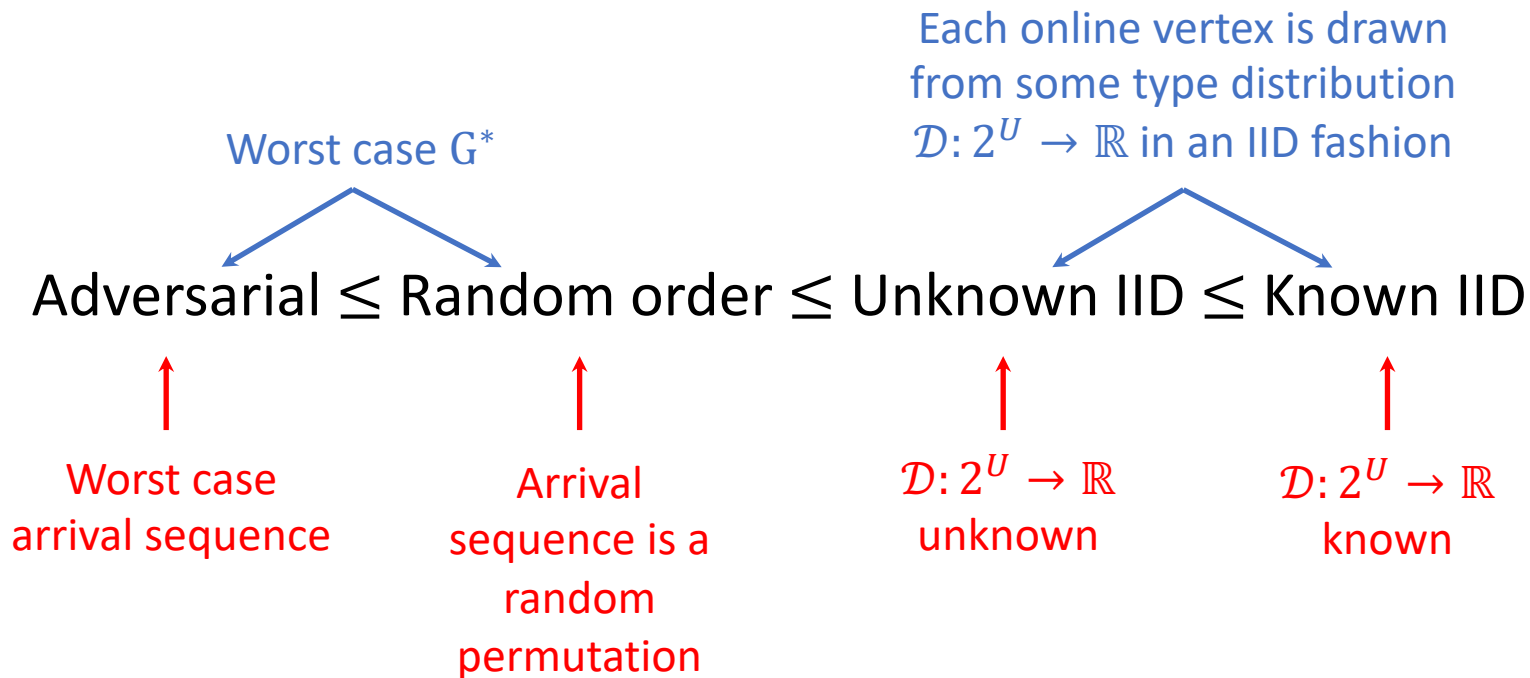 Each online vertex is drawn
from some type distribution
𝒟: 2^U → ℝ in an IID fashion
Worst case G*
Adversarial ≤ Random order ≤ Unknown IID ≤ Known IID
Worst case
arrival sequence
Arrival
sequence is a
random
permutation
𝒟: 2^U → ℝ
unknown
𝒟: 2^U → ℝ
known